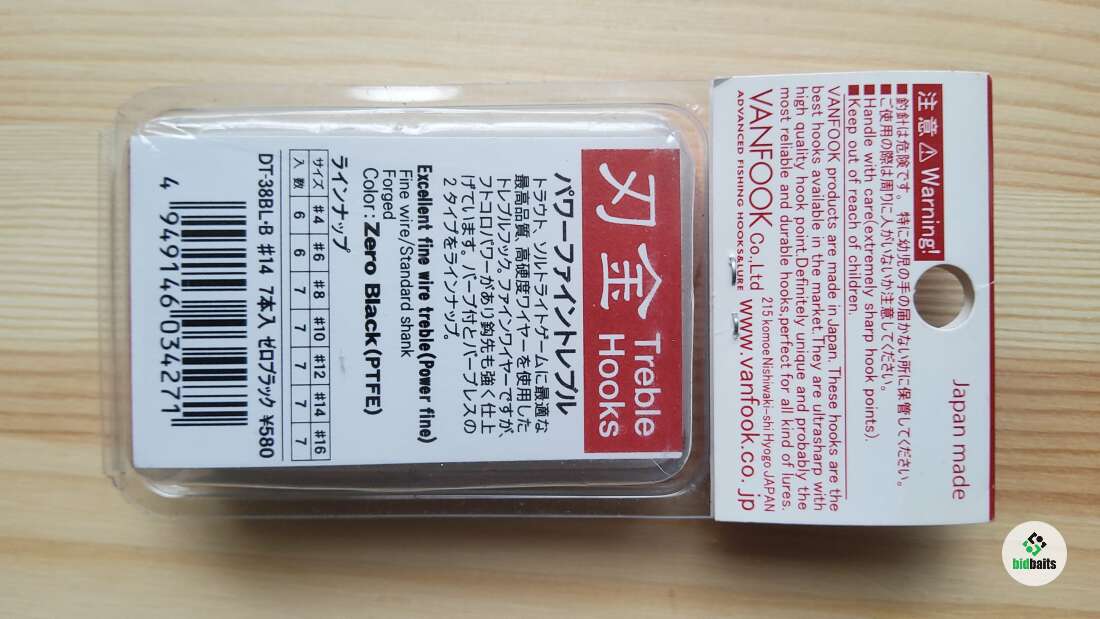 Japan made
注意 ⚠ Warning!
■釣針は危険です。特に幼児の手の届かない所に保管してください。
■ご使用の際は周りに人がいないか注意してください。
■Handle with care(extremely sharp hook points).
■Keep out of reach of children.
VANFOOK products are made in Japan. These hooks are the
best hooks available in the market.They are ultrasharp with
high quality hook point.Definitely unique and probably the
most reliable and durable hooks,perfect for all kind of lures.
VANFOOK Co.,Ltd 215 komoe Nishiwaki-shi Hyogo JAPAN
ADVANCED FISHING HOOKS&LURE www.vanfook.co.jp
刃金 Treble Hooks
パワーファイントレブル
トラウト、ソルトライトゲームに最適な
最高品質、高硬度ワイヤーを使用した
トレブルフック。ファインワイヤーですが、
フトコロパワーがあり鈎先も強く仕上
げています。バーブ付とバーブレスの
2タイプをラインナップ。
Excellent fine wire treble(Power fine)
Fine wire/Standard shank
Forged
Color:Zero Black(PTFE)
ラインナップ
サイズ #4 #6 #8 #10 #12 #14 #16
入数 6 6 7 7 7 7 7
DT-38BL-B #14 7本入 ゼロブラック ¥580
4 949146 034271
bidbaits